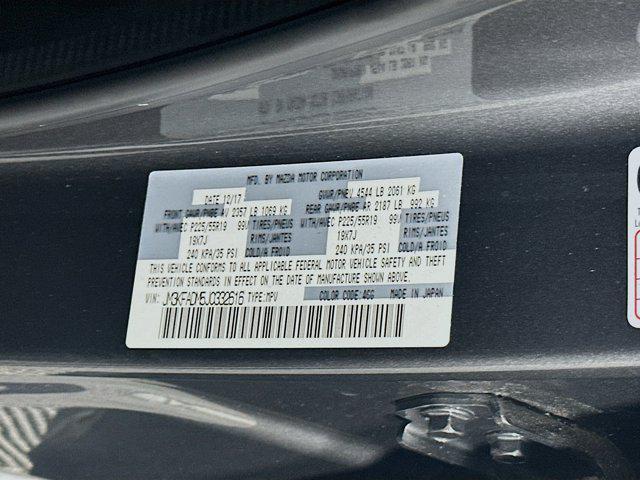 MFD. BY MAZDA MOTOR CORPORATION
DATE 12/17 GVWR/PNBV 4544 LB 2061 KG
FRONT GAWR/PNBE AV 2357 LB 1069 KG REAR GAWR/PNBE AR 2187 LB 992 KG
WITH/AVEC P225/55R19 99V TIRES/PNEUS WITH/AVEC P225/55R19 99V TIRES/PNEUS
19X7J RIMS/JANTES 19X7J RIMS/JANTES
240 KPA/35 PSI COLD/A FROID 240 KPA/35 PSI COLD/A FROID
THIS VEHICLE CONFORMS TO ALL APPLICABLE FEDERAL MOTOR VEHICLE SAFETY AND THEFT
PREVENTION STANDARDS IN EFFECT ON THE DATE OF MANUFACTURE SHOWN ABOVE.
VIN: JM3KFADM5J0332616 TYPE:MPV COLOR CODE:46G MADE IN JAPAN